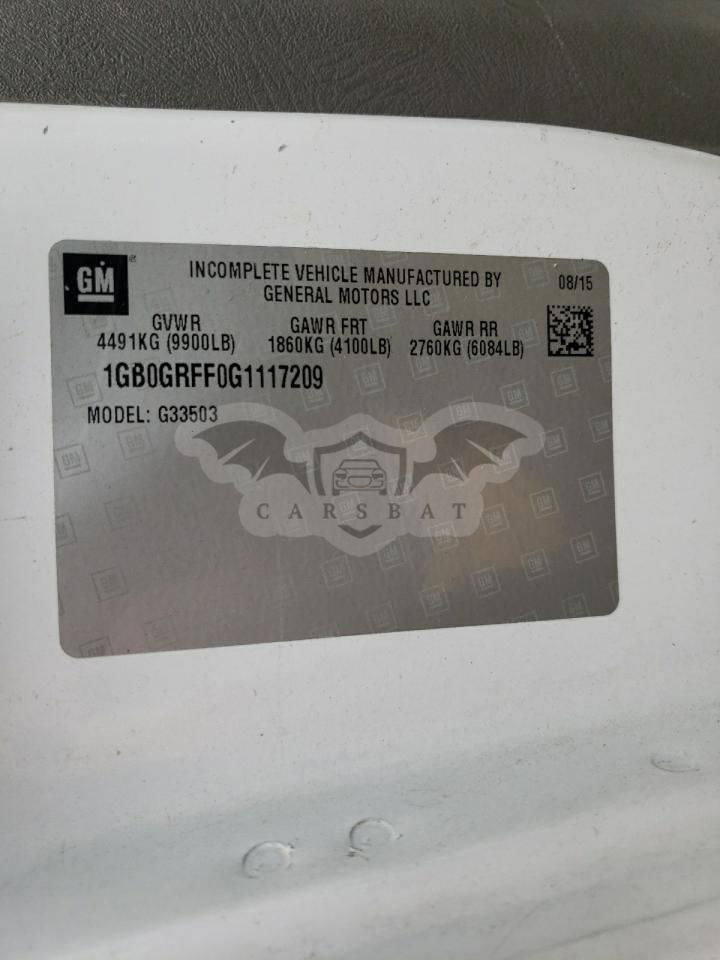 GM
INCOMPLETE VEHICLE MANUFACTURED BY
GENERAL MOTORS LLC
08/15
GVWR GAWR FRT GAWR RR
4491KG (9900LB) 1860KG (4100LB) 2760KG (6084LB)
1GB0GRFF0G1117209
MODEL: G33503
CARSBAT